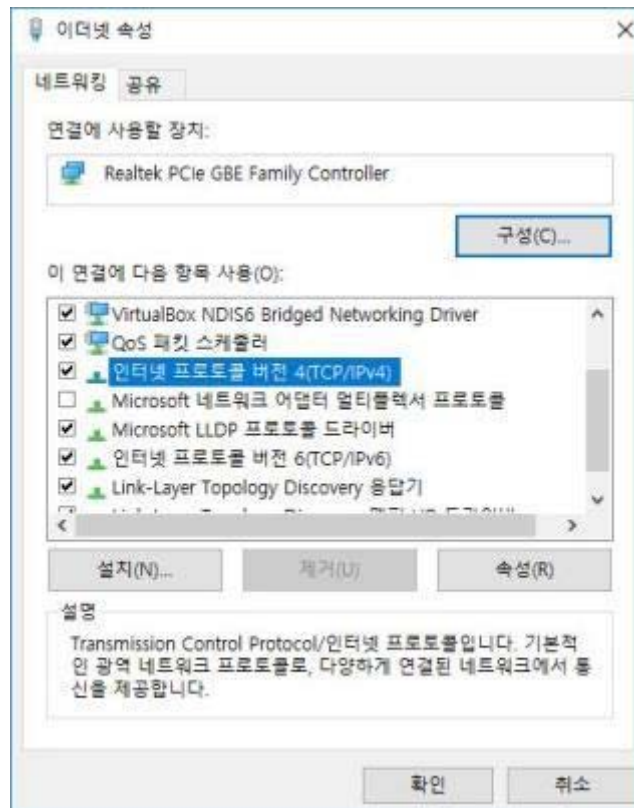 이더넷 속성
네트워킹 공유
연결에 사용할 장치:
Realtek PCIe GBE Family Controller
구성(C)...
이 연결에 다음 항목 사용(O):
VirtualBox NDIS6 Bridged Networking Driver
QoS 패킷 스케줄러
인터넷 프로토콜 버전 4(TCP/IPv4)
Microsoft 네트워크 어댑터 멀티플렉서 프로토콜
Microsoft LLDP 프로토콜 드라이버
인터넷 프로토콜 버전 6(TCP/IPv6)
Link-Layer Topology Discovery 응답기
설치(N)... 제거(U) 속성(R)
설명
Transmission Control Protocol/인터넷 프로토콜입니다. 기본적
인 광역 네트워크 프로토콜로, 다양하게 연결된 네트워크에서 통
신을 제공합니다.
확인 취소